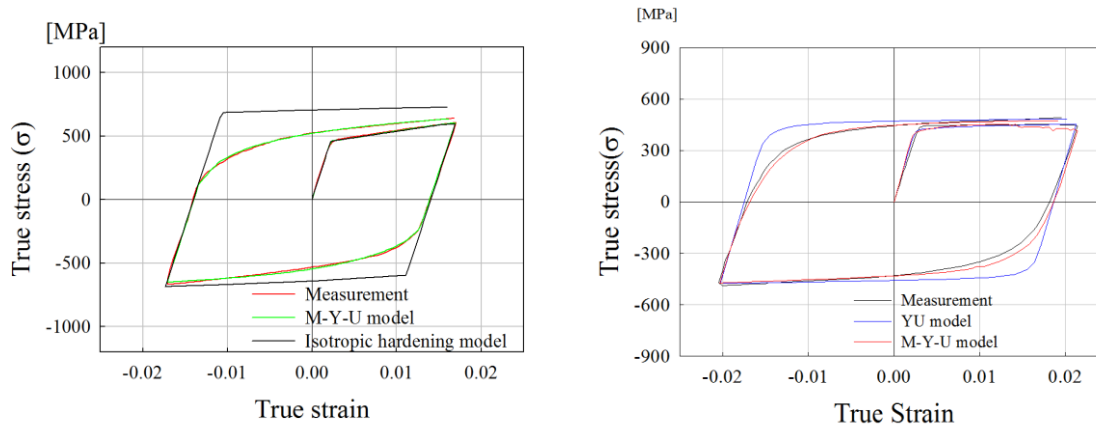 [MPa]
1000
500
0
-500
-1000
True stress (σ)
Measurement
M-Y-U model
Isotropic hardening model
-0.02 -0.01 0.00 0.01 0.02
True strain
[MPa]
900
600
300
0
-300
-600
-900
True stress(σ)
Measurement
YU model
M-Y-U model
-0.02 -0.01 0.00 0.01 0.02
True Strain